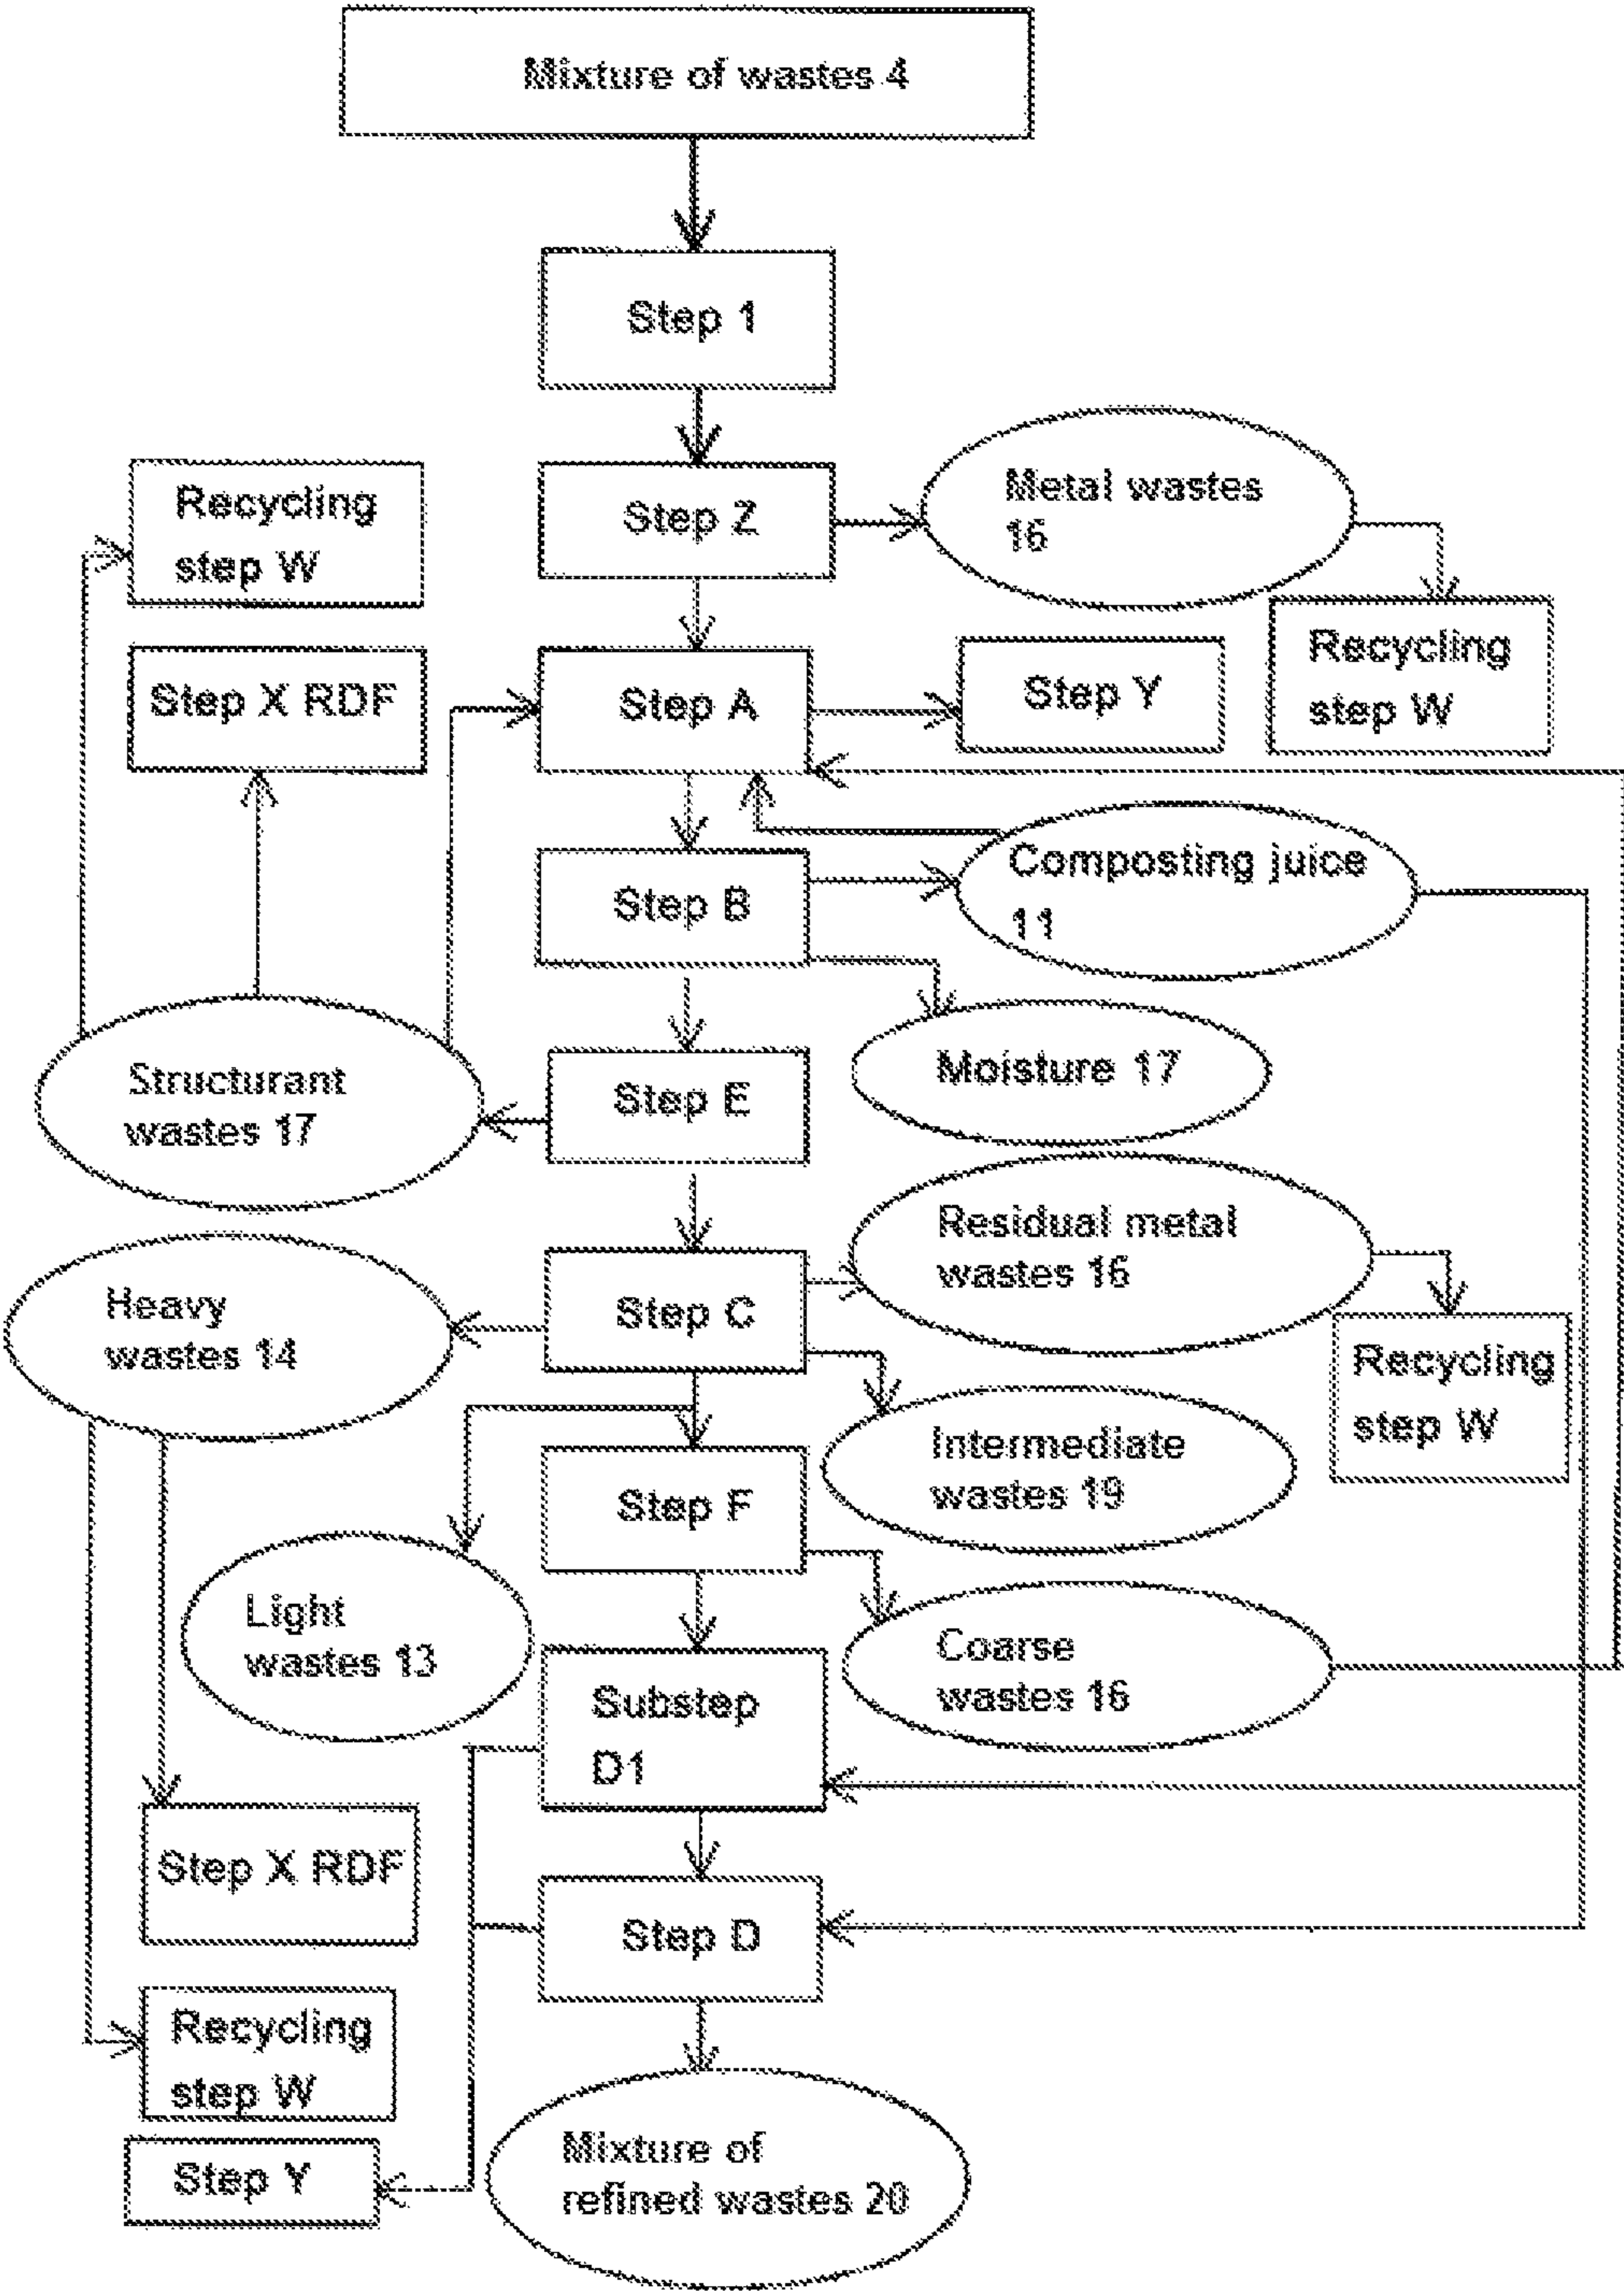 Mixture of wastes 4
Step 1
Step Z
Metal wastes
16
Recycling
step W
Recycling
step W
Step X RDF
Step A
Step Y
Step B
Composting juice
11
Structurant
wastes 17
Step E
Moisture 17
Residual metal
wastes 16
Heavy
wastes 14
Step C
Recycling
step W
Intermediate
wastes 19
Step F
Light
wastes 13
Coarse
wastes 16
Substep
D1
Step X RDF
Step D
Recycling
step W
Step Y
Mixture of
refined wastes 20